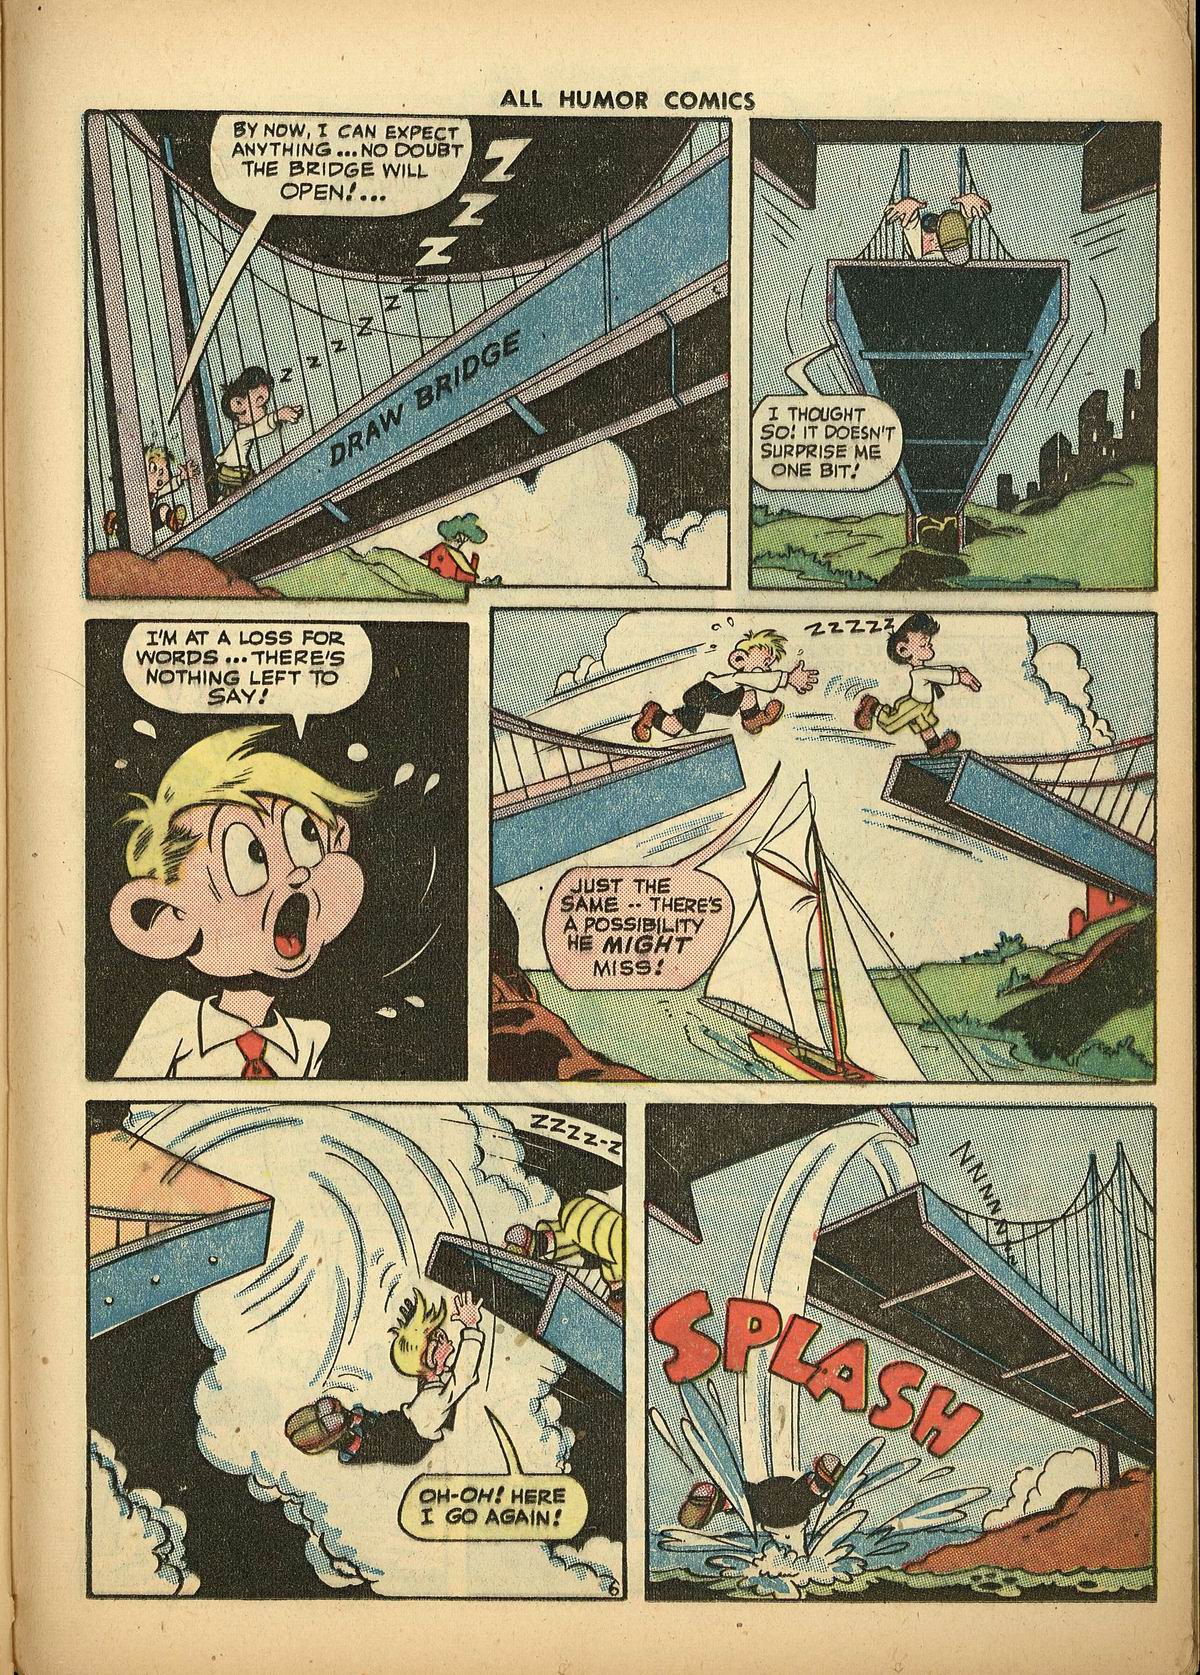 ALL HUMOR COMICS
BY NOW, I CAN EXPECT
ANYTHING...NO DOUBT
THE BRIDGE WILL
OPEN!...
Z Z Z Z Z Z Z Z Z
DRAW BRIDGE
I THOUGHT
SO! IT DOESN'T
SURPRISE ME
ONE BIT!
I'M AT A LOSS FOR
WORDS...THERE'S
NOTHING LEFT TO
SAY!
ZZZZZ
JUST THE
SAME -- THERE'S
A POSSIBILITY
HE MIGHT
MISS!
ZZZZ-Z
OH-OH! HERE
I GO AGAIN!
6
ZZZZZZZ
SPLASH